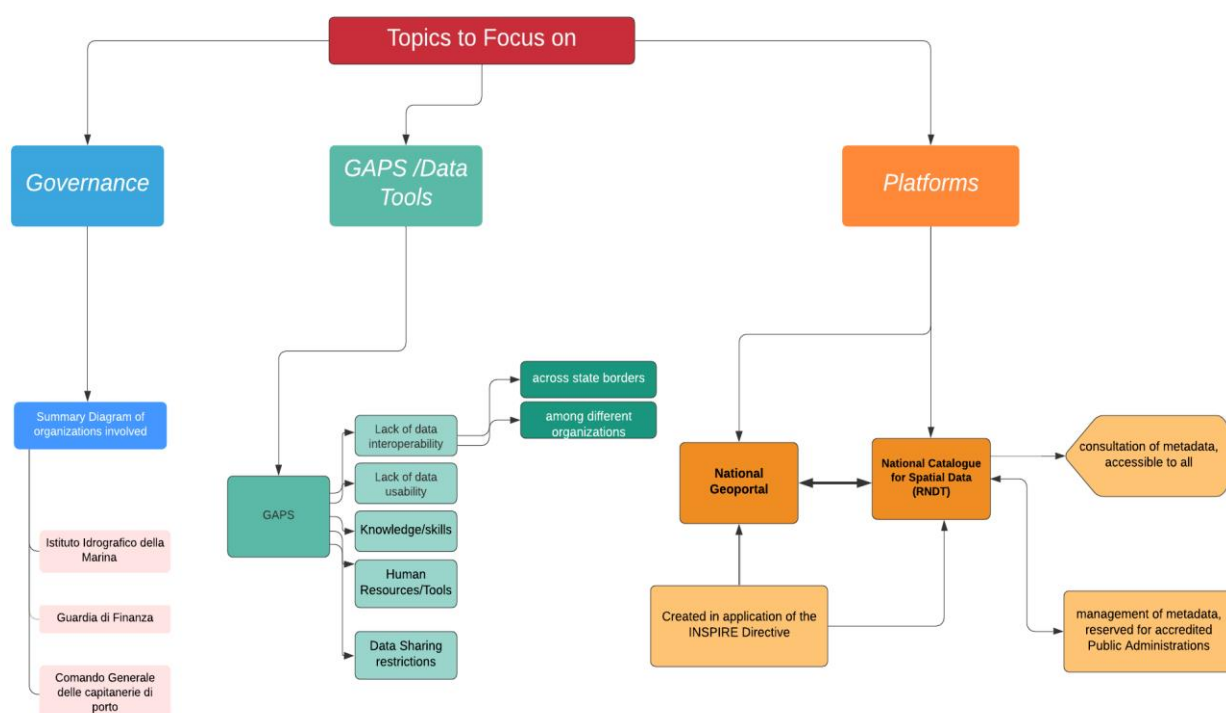 Topics to Focus on
Governance
GAPS /Data
Tools
Platforms
Summary Diagram of
organizations involved
Istituto Idrografico della
Marina
Guardia di Finanza
Comando Generale
delle capitanerie di
porto
GAPS
Lack of data
interoperability
across state borders
among different
organizations
Lack of data
usability
Knowledge/skills
Human
Resources/Tools
Data Sharing
restrictions
National
Geoportal
National Catalogue
for Spatial Data
(RNDT)
consultation of metadata,
accessible to all
Created in application of the
INSPIRE Directive
management of metadata,
reserved for accredited
Public Administrations